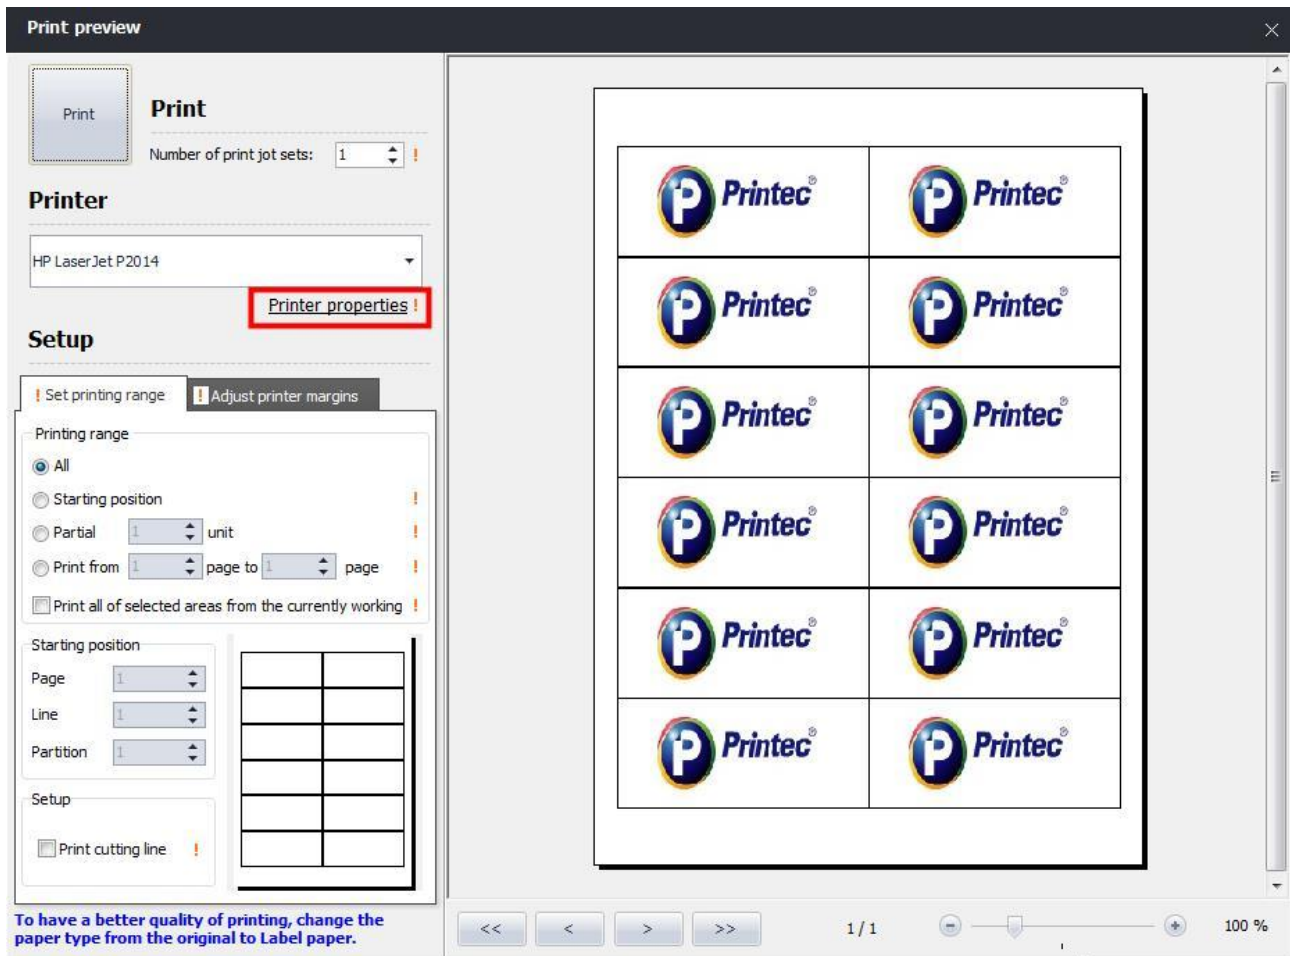 Print preview
Print
Print
Number of print jot sets: 1 !
Printer
HP LaserJet P2014
Printer properties !
Setup
! Set printing range
! Adjust printer margins
Printing range
All
Starting position !
Partial 1 unit !
Print from 1 page to 1 page !
Print all of selected areas from the currently working !
Starting position
Page 1
Line 1
Partition 1
Setup
Print cutting line !
To have a better quality of printing, change the
paper type from the original to Label paper.
P Printec® P Printec®
P Printec® P Printec®
P Printec® P Printec®
P Printec® P Printec®
P Printec® P Printec®
P Printec® P Printec®
<< < > >> 1 / 1 100 %